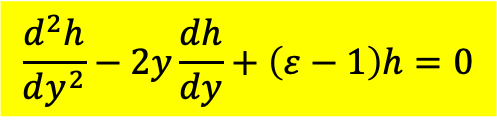 d²h/dy² − 2y dh/dy + (ε − 1)h = 0